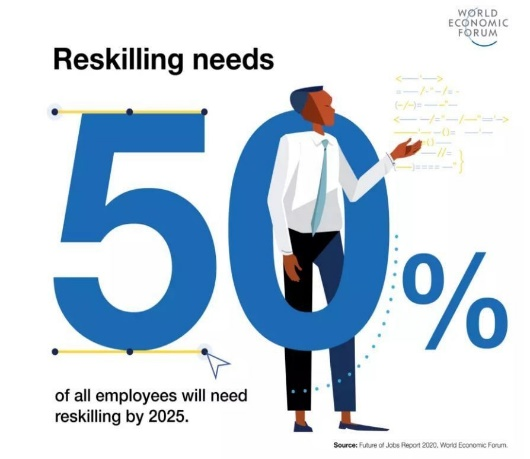 WORLD
ECONOMIC
FORUM
Reskilling needs
50%
of all employees will need
reskilling by 2025.
Source: Future of Jobs Report 2020, World Economic Forum.